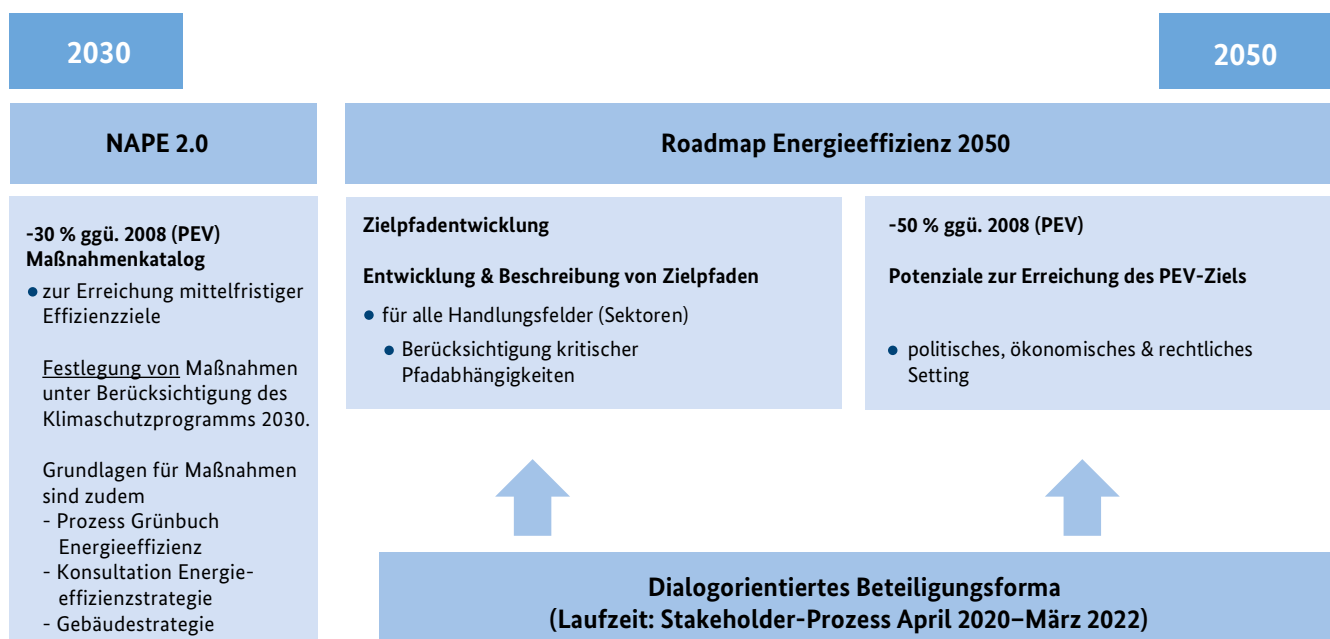 2030
2050
NAPE 2.0
Roadmap Energieeffizienz 2050
-30 % ggü. 2008 (PEV)
Maßnahmenkatalog
• zur Erreichung mittelfristiger
Effizienzziele
Festlegung von Maßnahmen
unter Berücksichtigung des
Klimaschutzprogramms 2030.
Grundlagen für Maßnahmen
sind zudem
- Prozess Grünbuch
Energieeffizienz
- Konsultation Energie-
effizienzstrategie
- Gebäudestrategie
Zielpfadentwicklung
Entwicklung & Beschreibung von Zielpfaden
• für alle Handlungsfelder (Sektoren)
• Berücksichtigung kritischer
Pfadabhängigkeiten
-50 % ggü. 2008 (PEV)
Potenziale zur Erreichung des PEV-Ziels
• politisches, ökonomisches & rechtliches
Setting
Dialogorientiertes Beteiligungsforma
(Laufzeit: Stakeholder-Prozess April 2020–März 2022)